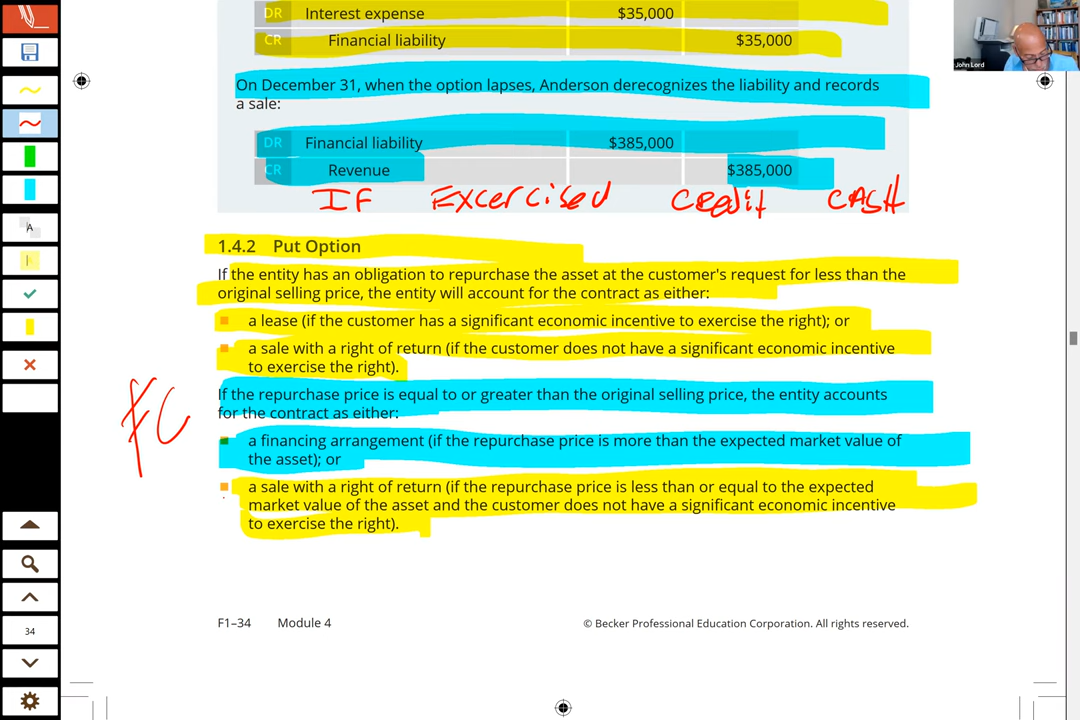 DR Interest expense $35,000
CR Financial liability $35,000
John Lord
On December 31, when the option lapses, Anderson derecognizes the liability and records
a sale:
DR Financial liability $385,000
CR Revenue $385,000
IF EXCercised Credit CASH
1.4.2 Put Option
If the entity has an obligation to repurchase the asset at the customer's request for less than the
original selling price, the entity will account for the contract as either:
a lease (if the customer has a significant economic incentive to exercise the right); or
a sale with a right of return (if the customer does not have a significant economic incentive
to exercise the right).
If the repurchase price is equal to or greater than the original selling price, the entity accounts
for the contract as either:
a financing arrangement (if the repurchase price is more than the expected market value of
the asset); or
a sale with a right of return (if the repurchase price is less than or equal to the expected
market value of the asset and the customer does not have a significant economic incentive
to exercise the right).
F1–34 Module 4 © Becker Professional Education Corporation. All rights reserved.
A
34